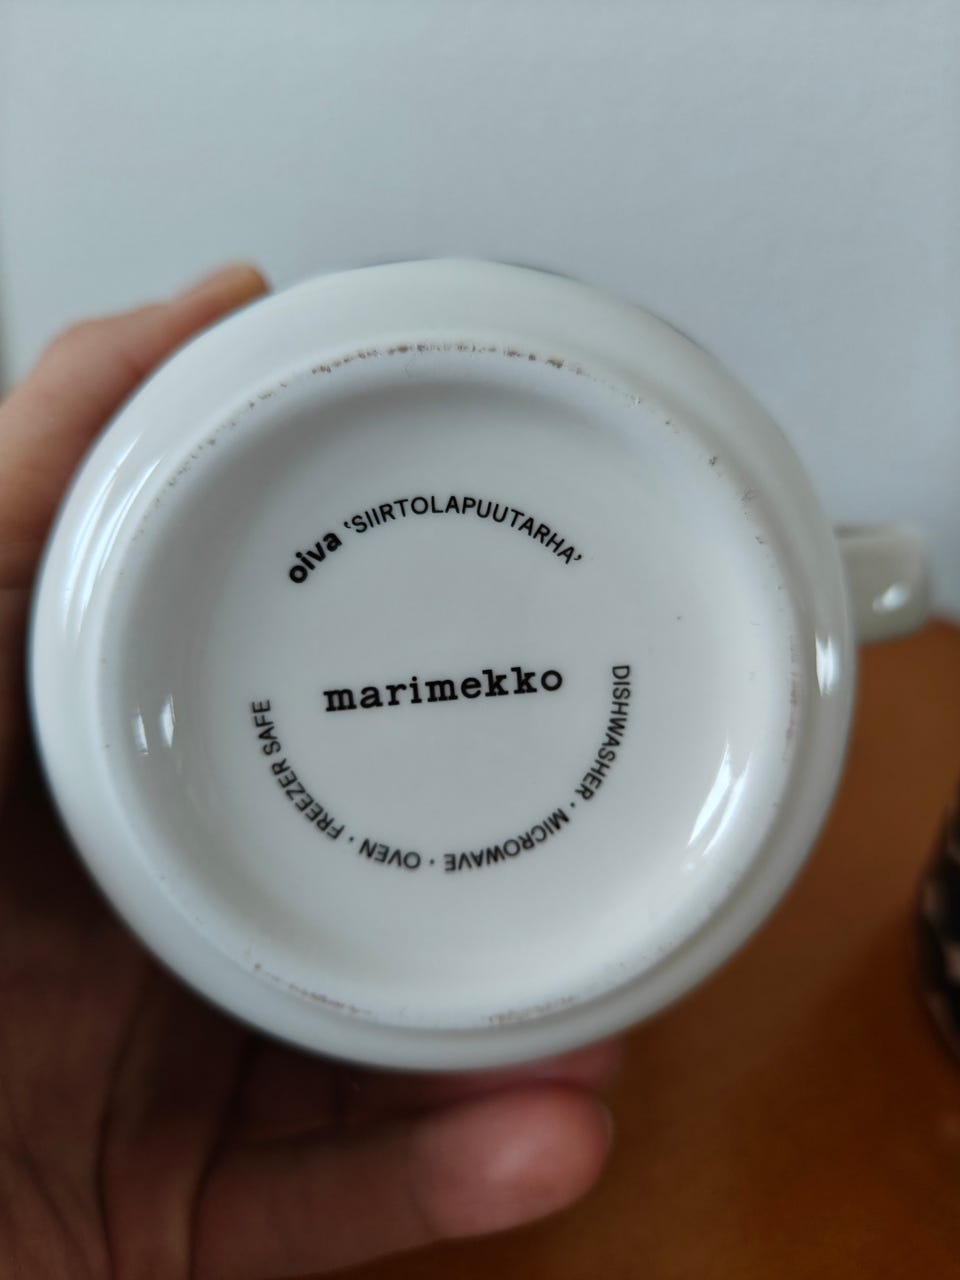 oiva ‘SIIRTOLAPUUTARHA’
marimekko
DISHWASHER · MICROWAVE · OVEN · FREEZER SAFE